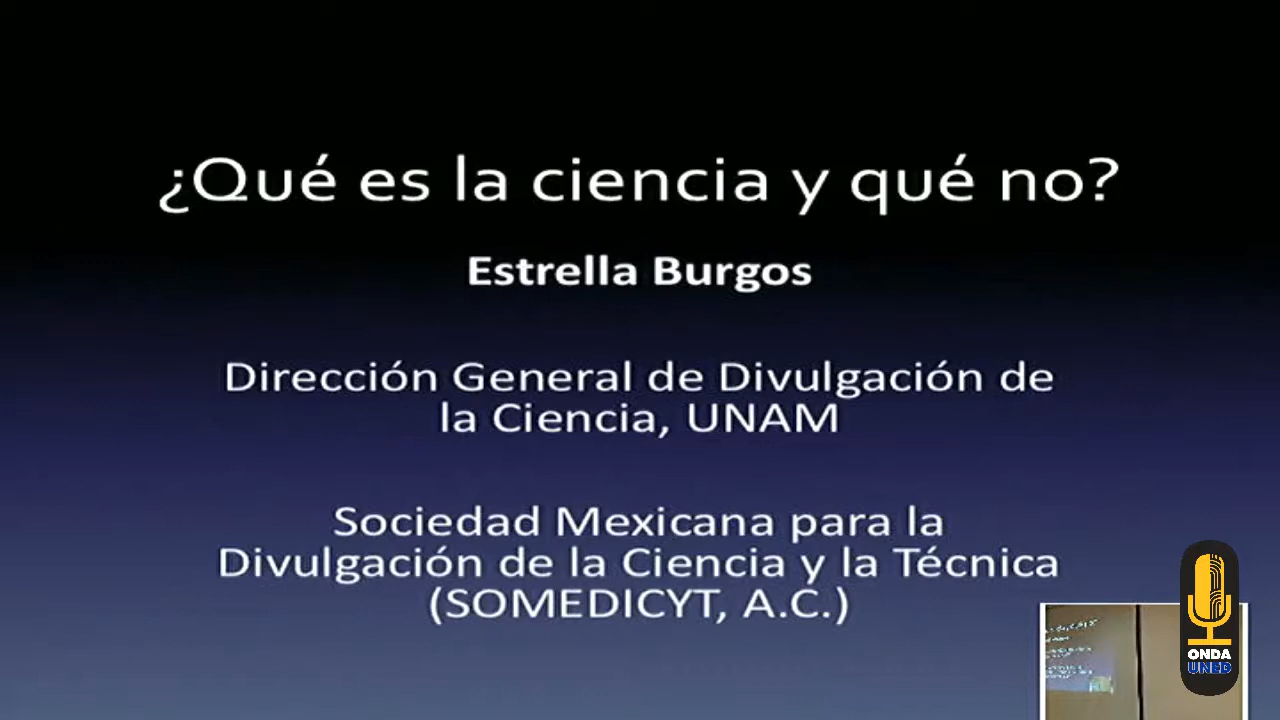 ¿Qué es la ciencia y qué no?
Estrella Burgos
Dirección General de Divulgación de
la Ciencia, UNAM
Sociedad Mexicana para la
Divulgación de la Ciencia y la Técnica
(SOMEDICYT, A.C.)
ONDA
UNED